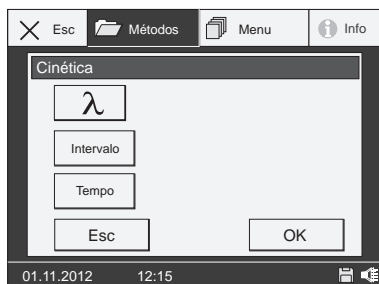 Esc Métodos Menu Info
Cinética
λ
Intervalo
Tempo
Esc OK
01.11.2012 12:15